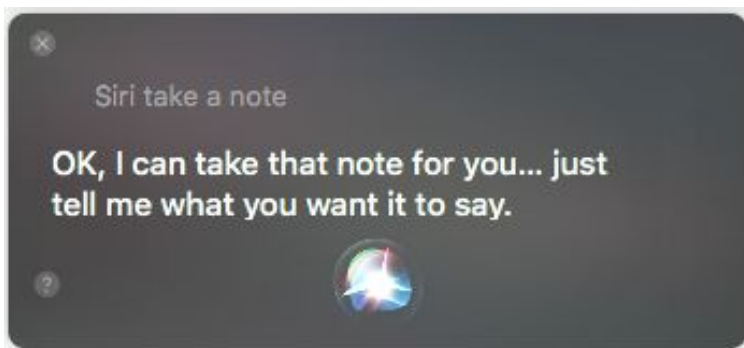 Siri take a note
OK, I can take that note for you... just
tell me what you want it to say.
?